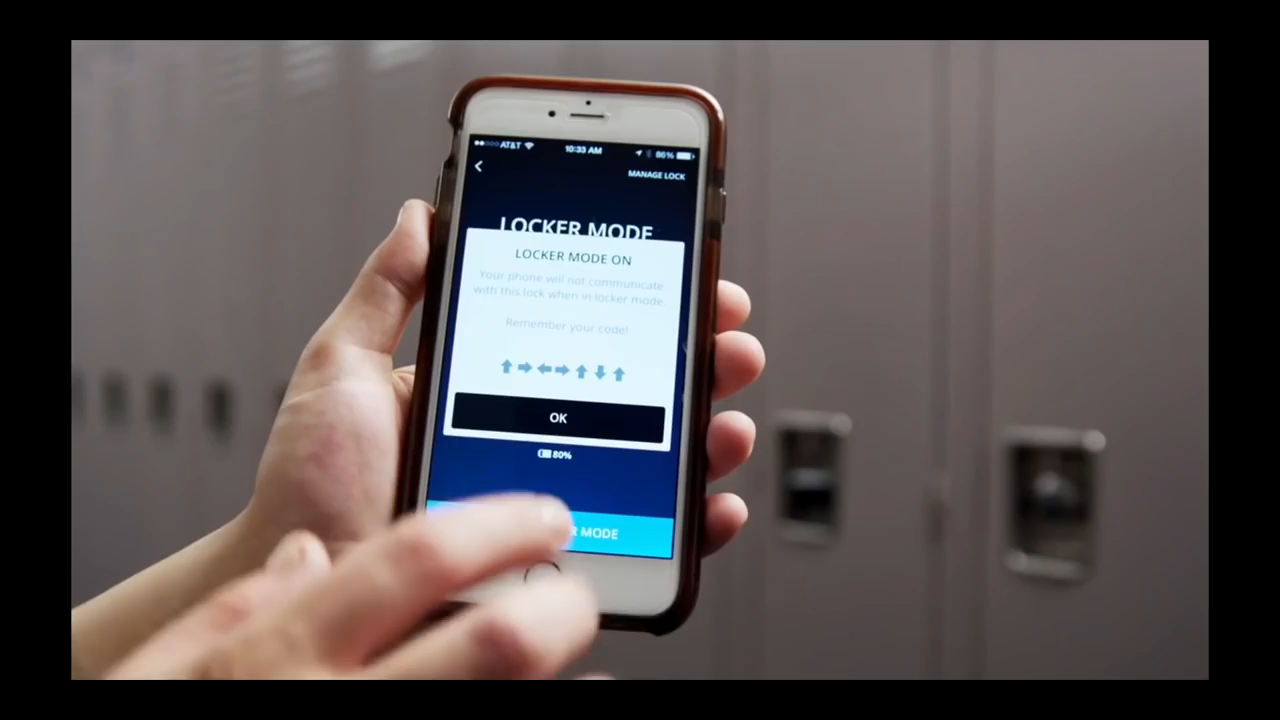 AT&T 10:33 AM 86%
MANAGE LOCK
LOCKER MODE
LOCKER MODE ON
Your phone will not communicate
with this lock when in locker mode.
Remember your code!
↑→←→↑↓↑
OK
80%
MODE